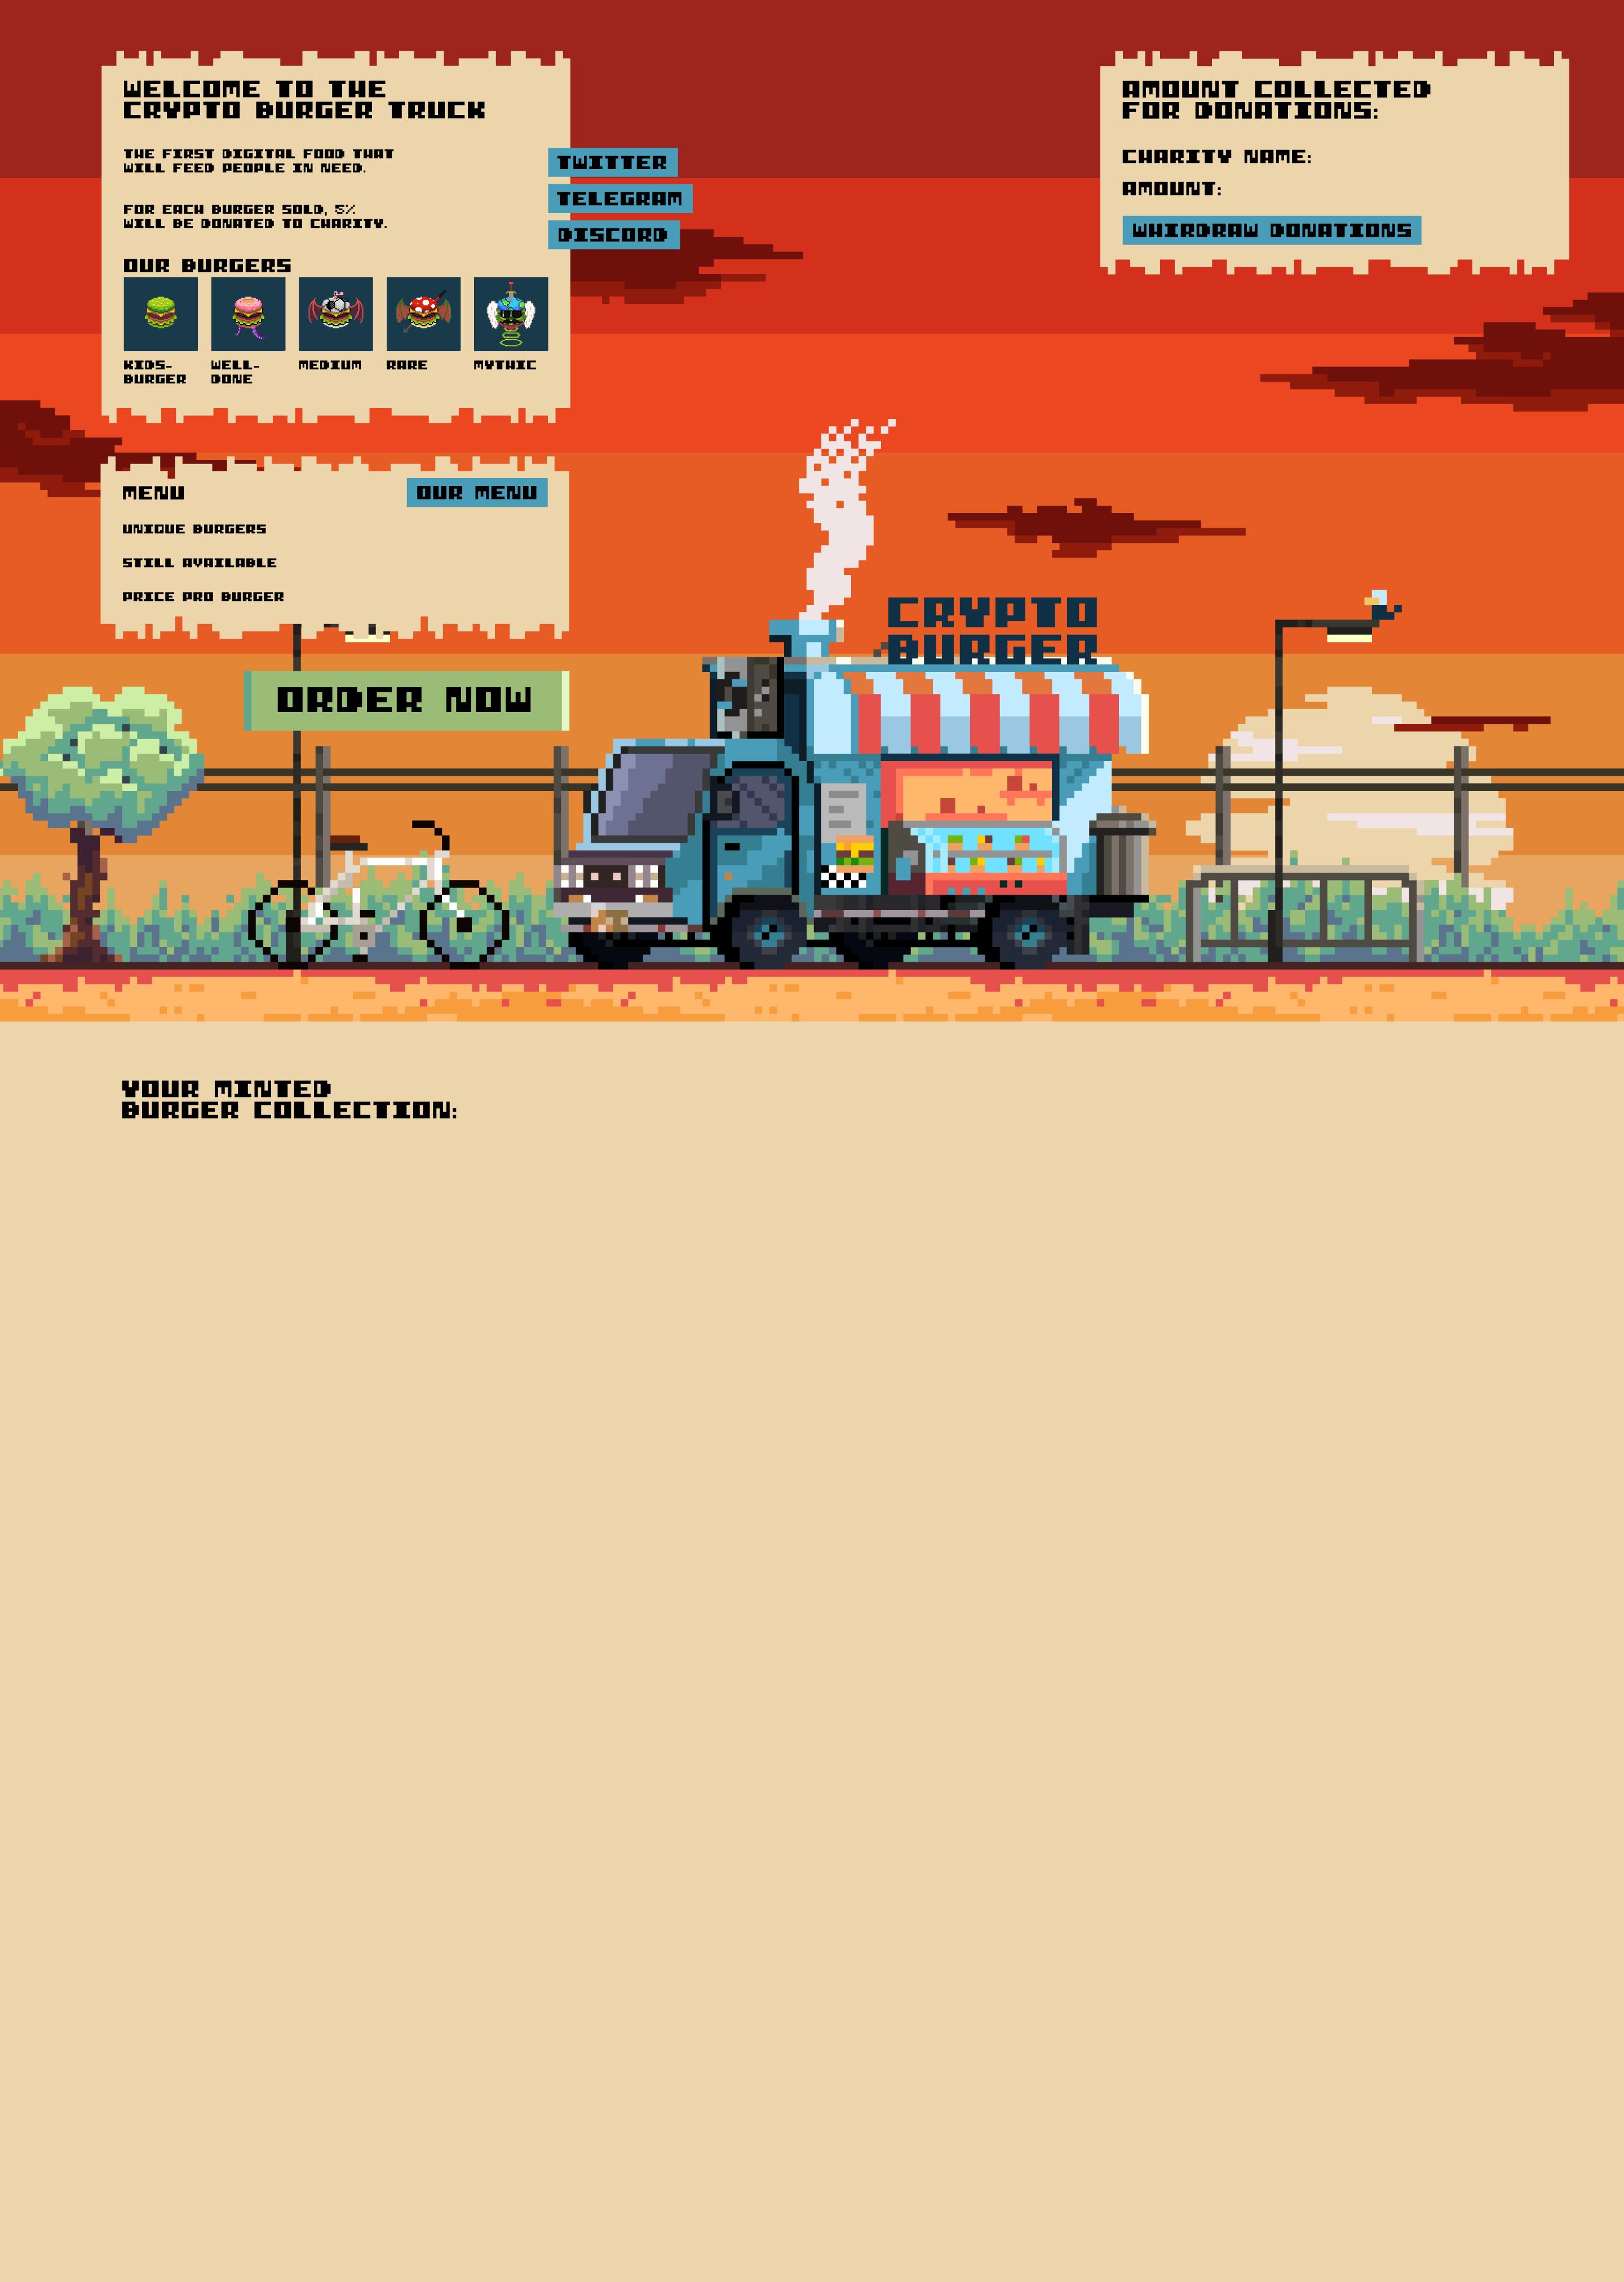 WELCOME TO THE
CRYPTO BURGER TRUCK
THE FIRST DIGITAL FOOD THAT
WILL FEED PEOPLE IN NEED.
FOR EACH BURGER SOLD, 5%
WILL BE DONATED TO CHARITY.
TWITTER
TELEGRAM
DISCORD
OUR BURGERS
KIDS-
BURGER
WELL-
DONE
MEDIUM
RARE
MYTHIC
AMOUNT COLLECTED
FOR DONATIONS:
CHARITY NAME:
AMOUNT:
WHIRDRAW DONATIONS
MENU
OUR MENU
UNIQUE BURGERS
STILL AVAILABLE
PRICE PRO BURGER
ORDER NOW
CRYPTO
BURGER
YOUR MINTED
BURGER COLLECTION: